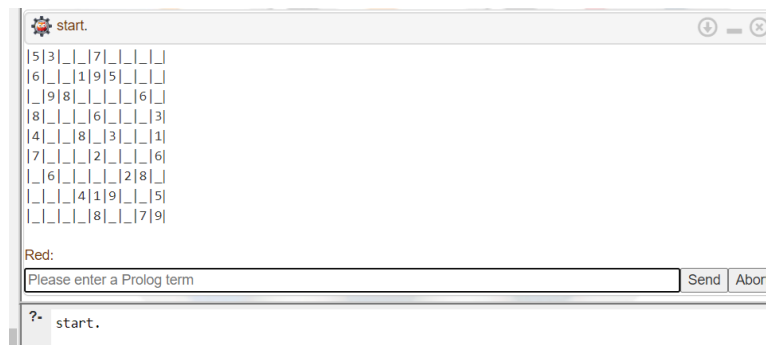 start.
|5|3|_|_|7|_|_|_|_|
|6|_|_|1|9|5|_|_|_|
|_|9|8|_|_|_|_|6|_|
|8|_|_|_|6|_|_|_|3|
|4|_|_|8|_|3|_|_|1|
|7|_|_|_|2|_|_|_|6|
|_|6|_|_|_|_|2|8|_|
|_|_|_|4|1|9|_|_|5|
|_|_|_|_|8|_|_|7|9|
Red:
Please enter a Prolog term
Send
Abor
?- start.